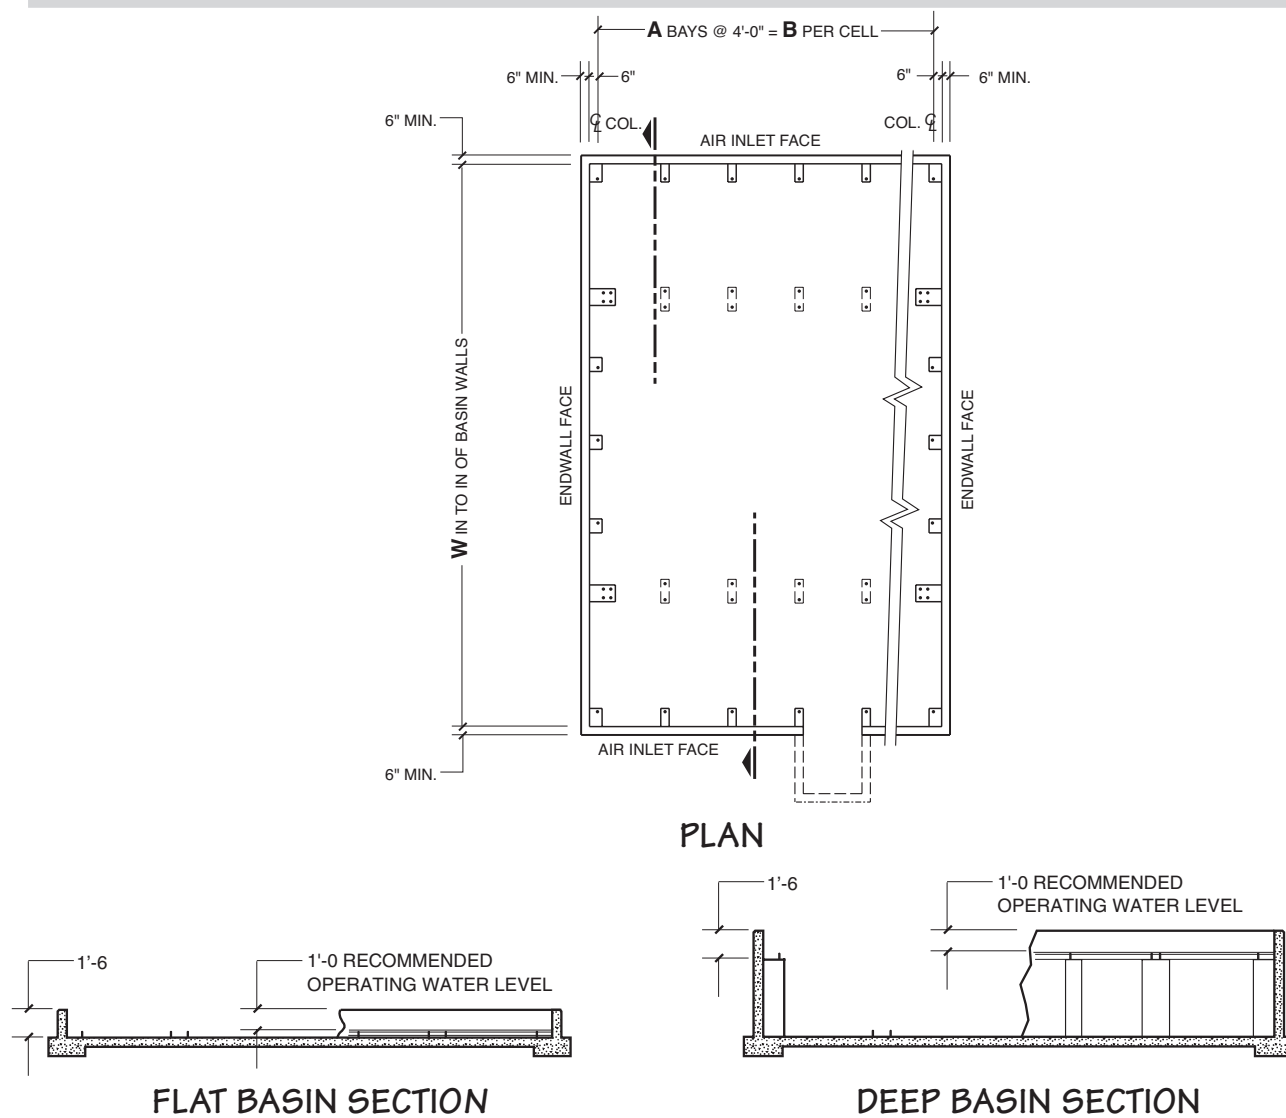 A BAYS @ 4'-0" = B PER CELL
6" MIN.
6"
6"
6" MIN.
6" MIN.
℄ COL.
COL. ℄
AIR INLET FACE
W IN TO IN OF BASIN WALLS
ENDWALL FACE
ENDWALL FACE
AIR INLET FACE
6" MIN.
PLAN
1'-6
1'-0 RECOMMENDED
OPERATING WATER LEVEL
1'-6
1'-0 RECOMMENDED
OPERATING WATER LEVEL
FLAT BASIN SECTION
DEEP BASIN SECTION